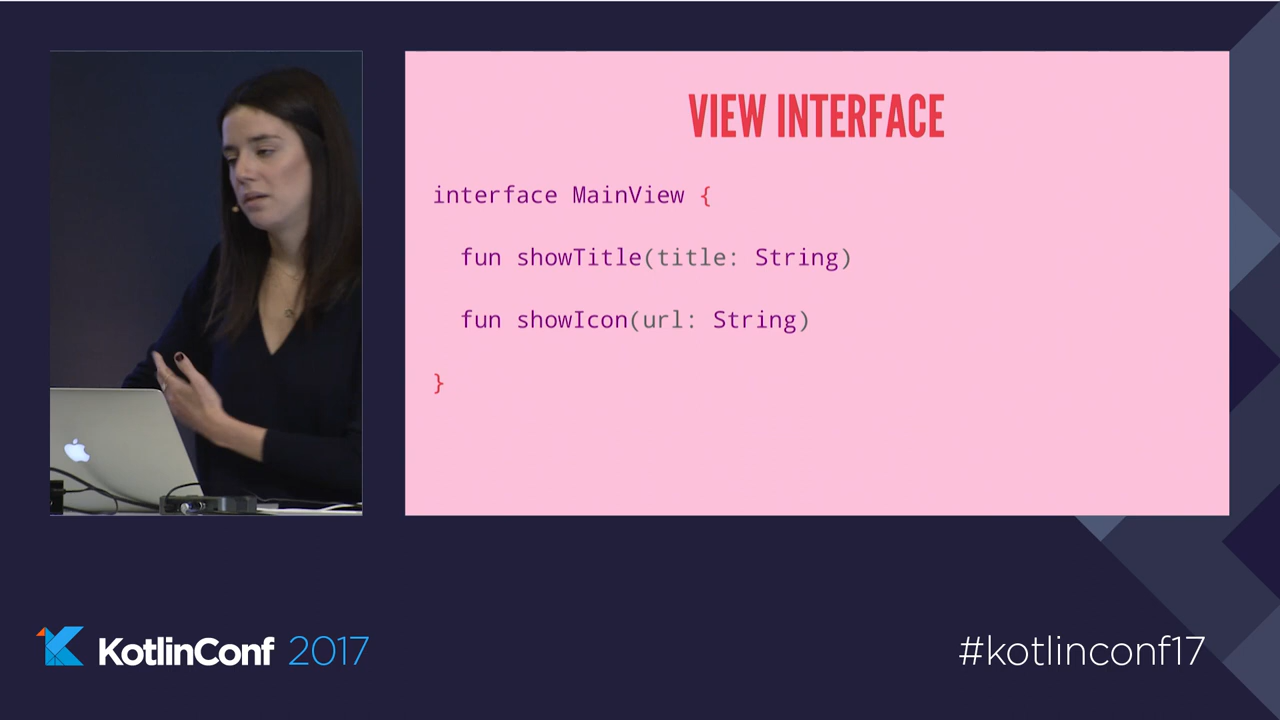 VIEW INTERFACE
interface MainView {
fun showTitle(title: String)
fun showIcon(url: String)
}
KotlinConf 2017
#kotlinconf17